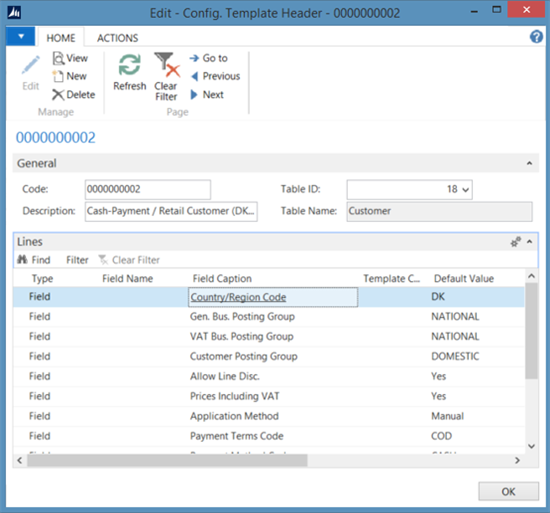 Edit - Config. Template Header - 0000000002
HOME ACTIONS
Edit
View
New
Delete
Manage
Refresh
Clear Filter
Go to
Previous
Next
Page
0000000002
General
Code: 0000000002 Table ID: 18
Description: Cash-Payment / Retail Customer (DK... Table Name: Customer
Lines
Find Filter Clear Filter
Type Field Name Field Caption Template C... Default Value
Field Country/Region Code DK
Field Gen. Bus. Posting Group NATIONAL
Field VAT Bus. Posting Group NATIONAL
Field Customer Posting Group DOMESTIC
Field Allow Line Disc. Yes
Field Prices Including VAT Yes
Field Application Method Manual
Field Payment Terms Code COD
OK